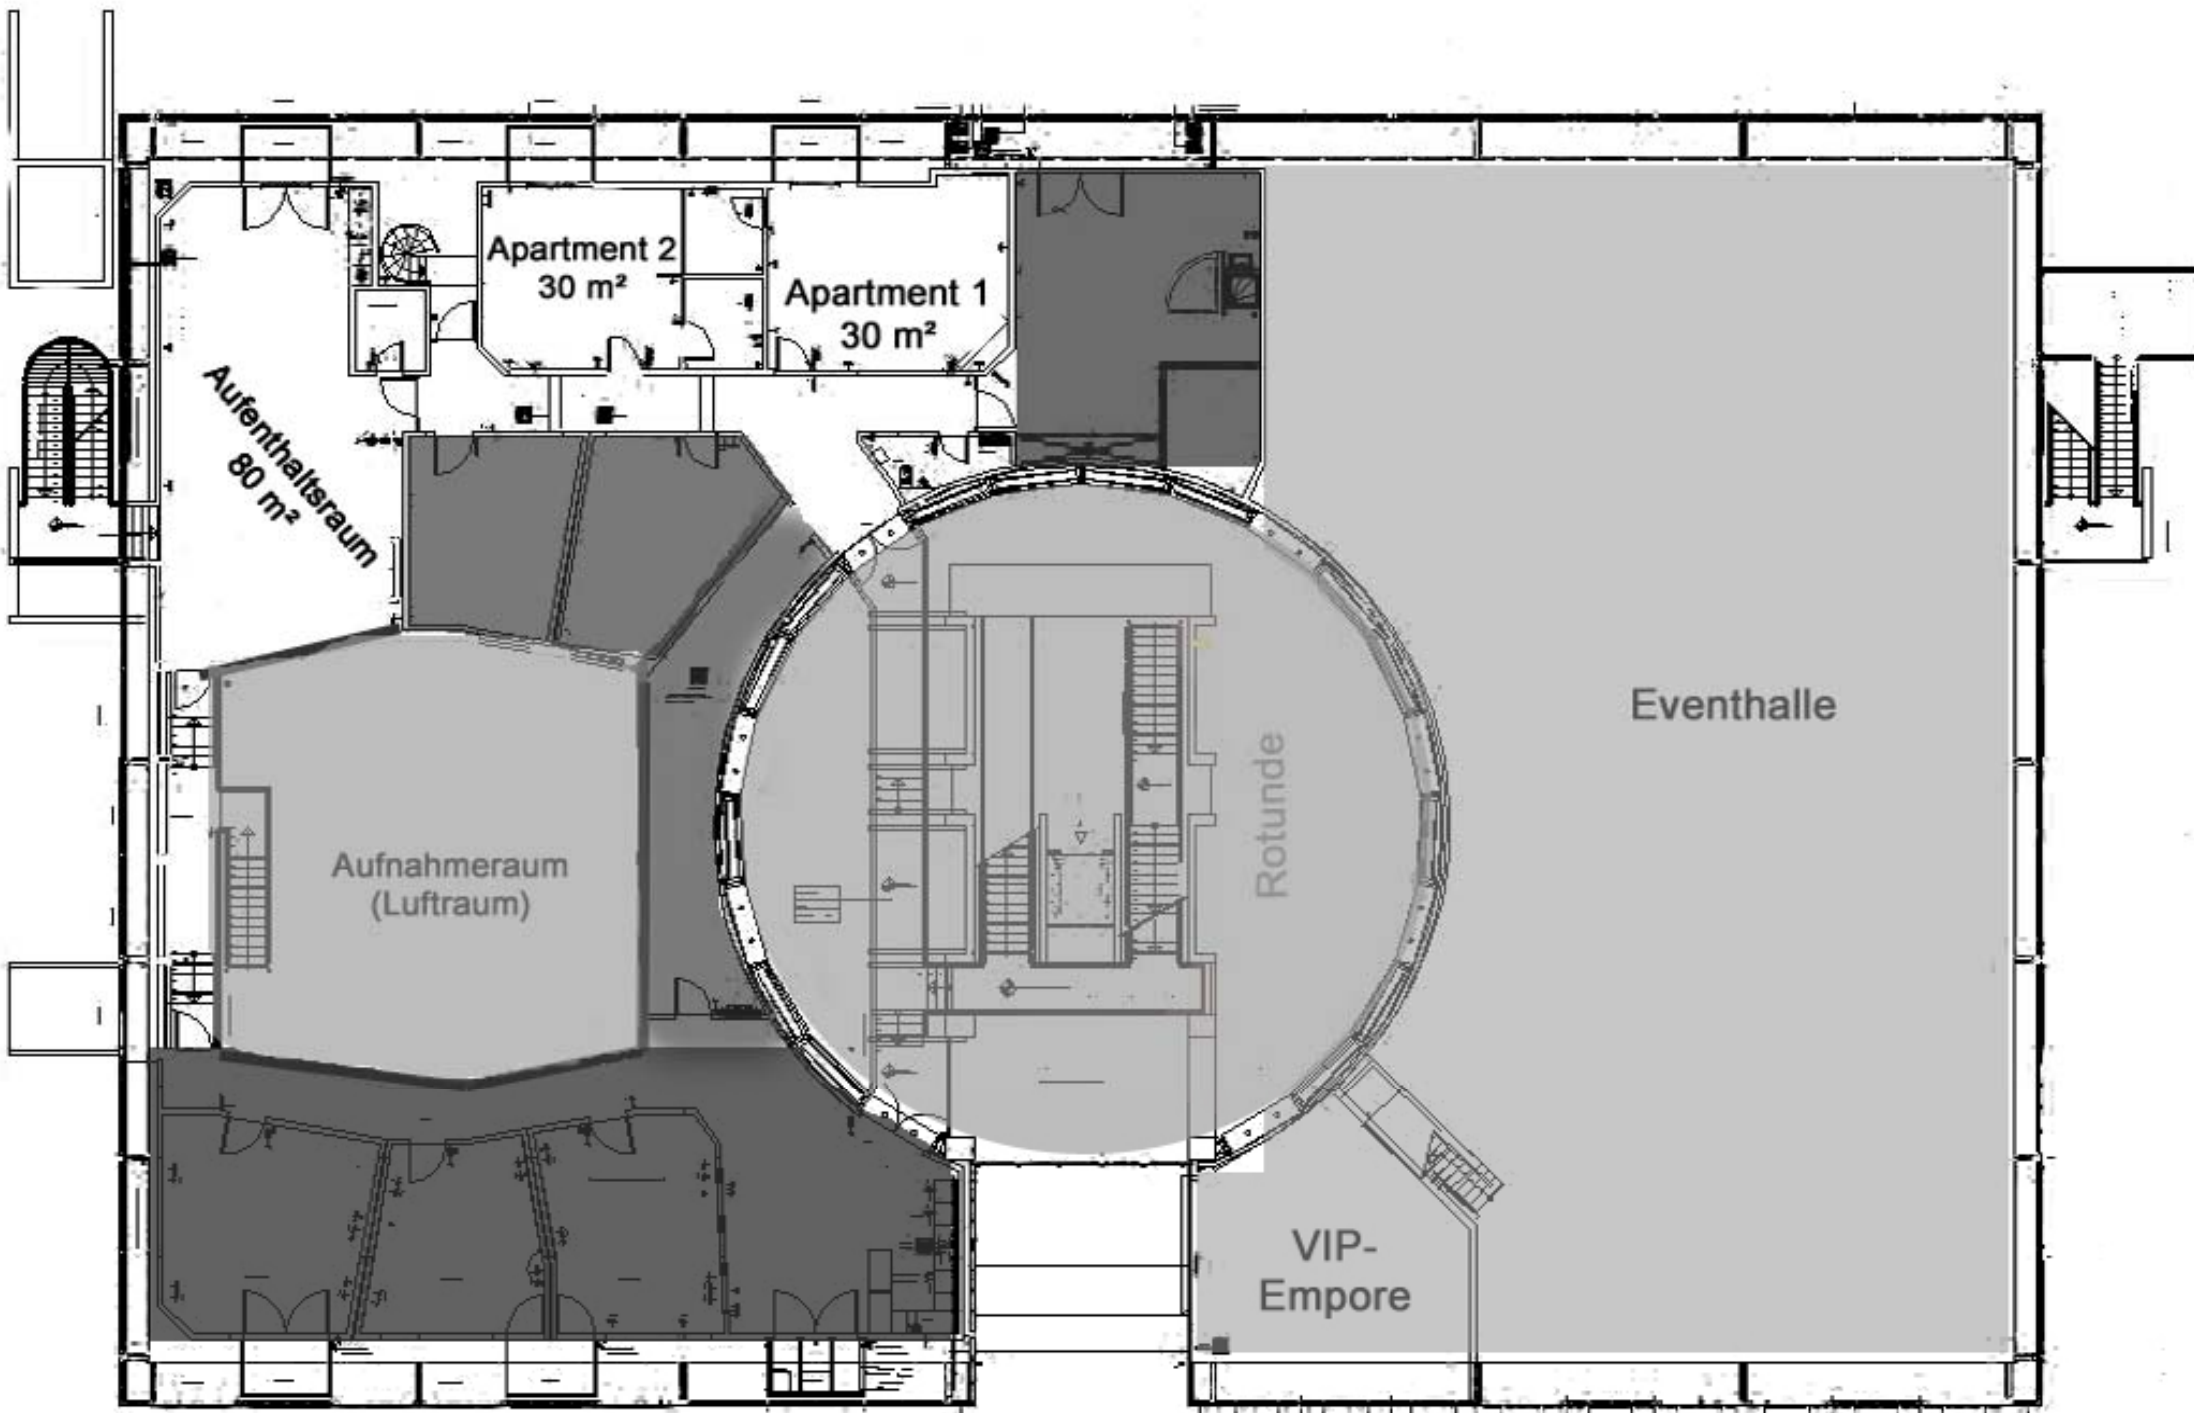 Apartment 2
30 m²
Apartment 1
30 m²
Aufenthaltsraum
80 m²
Eventhalle
Rotunde
Aufnahmeraum
(Luftraum)
VIP-
Empore